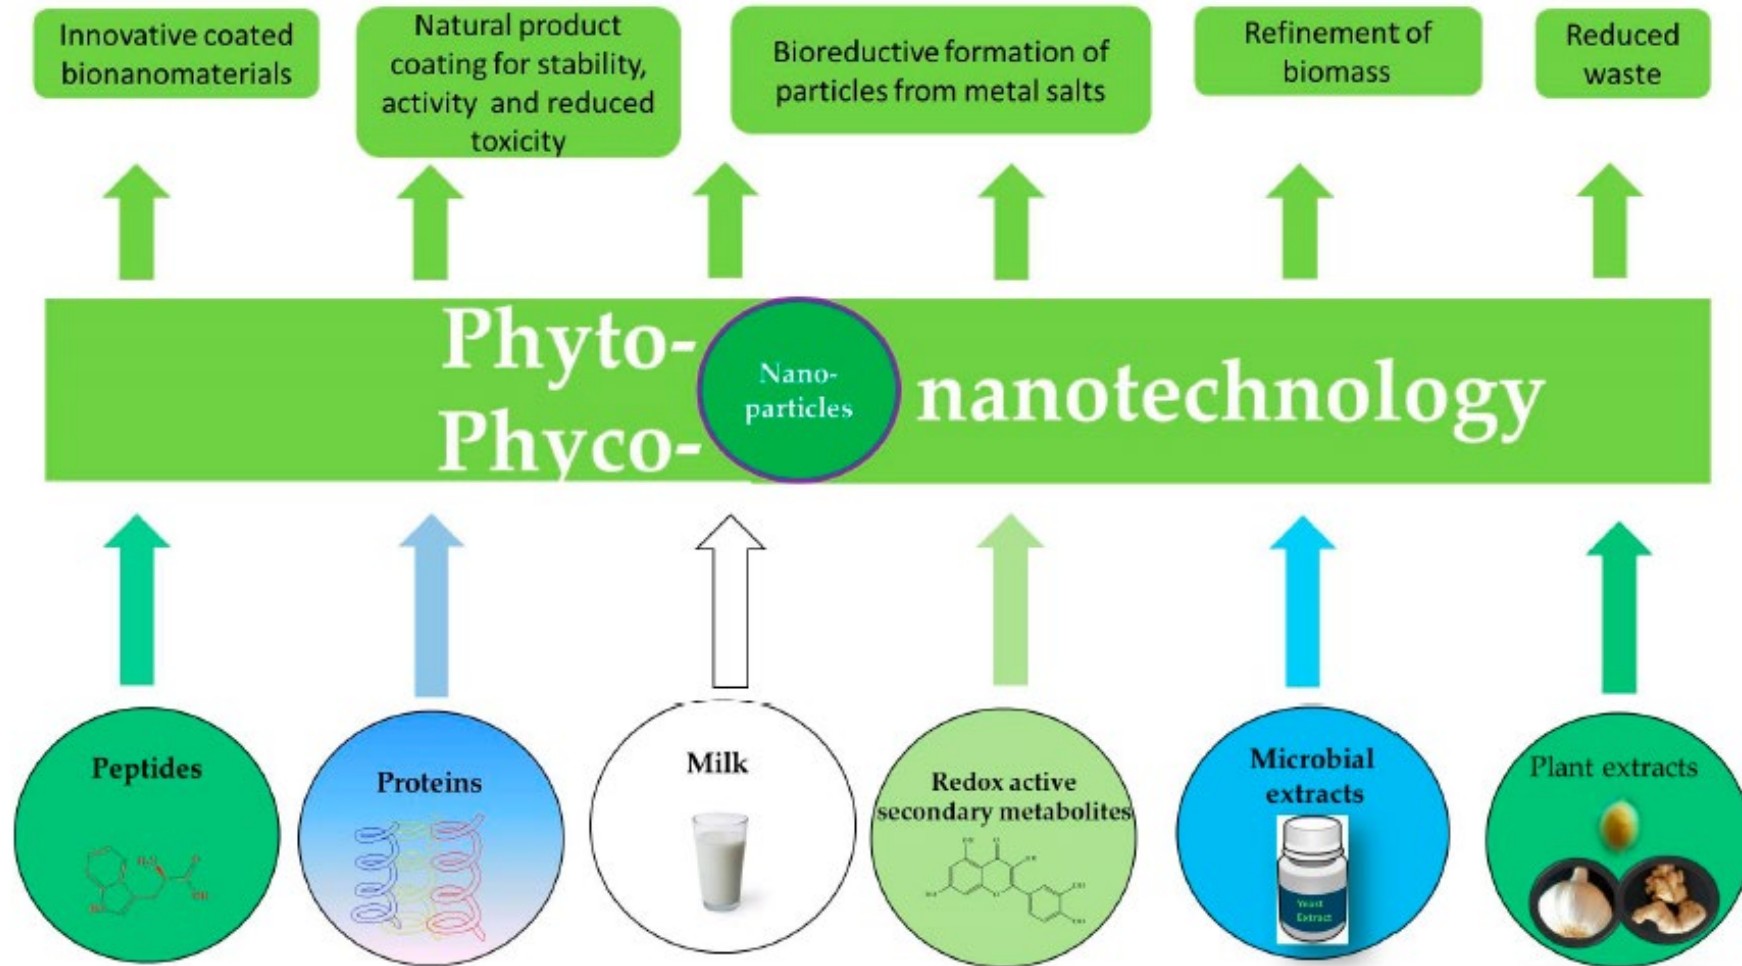 Innovative coated
bionanomaterials
Natural product
coating for stability,
activity and reduced
toxicity
Bioreductive formation of
particles from metal salts
Refinement of
biomass
Reduced
waste
Phyto-
Phyco-
Nano-
particles
nanotechnology
Peptides
Proteins
Milk
Redox active
secondary metabolites
Microbial
extracts
Yeast
Extract
Plant extracts